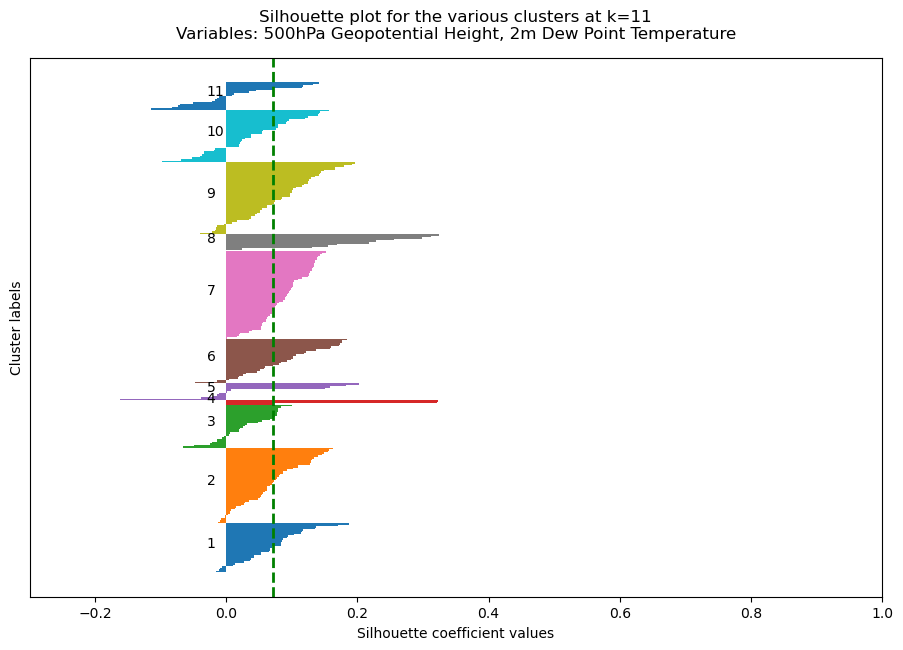 Silhouette plot for the various clusters at k=11
Variables: 500hPa Geopotential Height, 2m Dew Point Temperature
Cluster labels
11
10
9
8
7
6
5
4
3
2
1
−0.2 0.0 0.2 0.4 0.6 0.8 1.0
Silhouette coefficient values